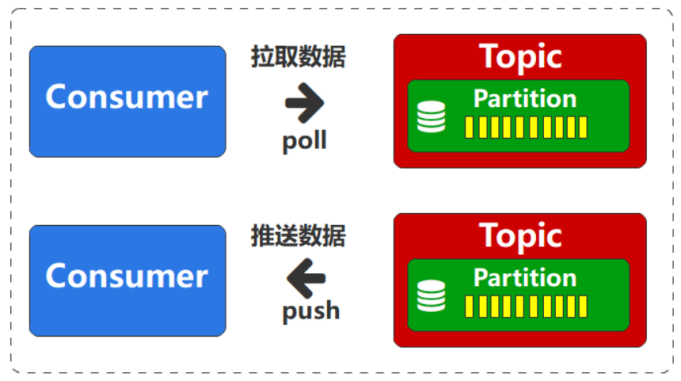 Consumer
拉取数据
poll
Topic
Partition
Consumer
推送数据
push
Topic
Partition